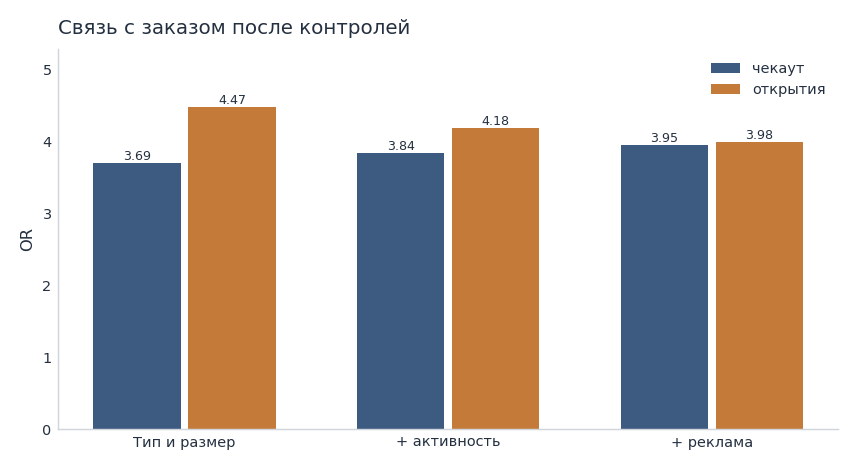 Связь с заказом после контролей
чекаут
открытия
OR
5
4
3
2
1
0
3.69
4.47
3.84
4.18
3.95
3.98
Тип и размер
+ активность
+ реклама